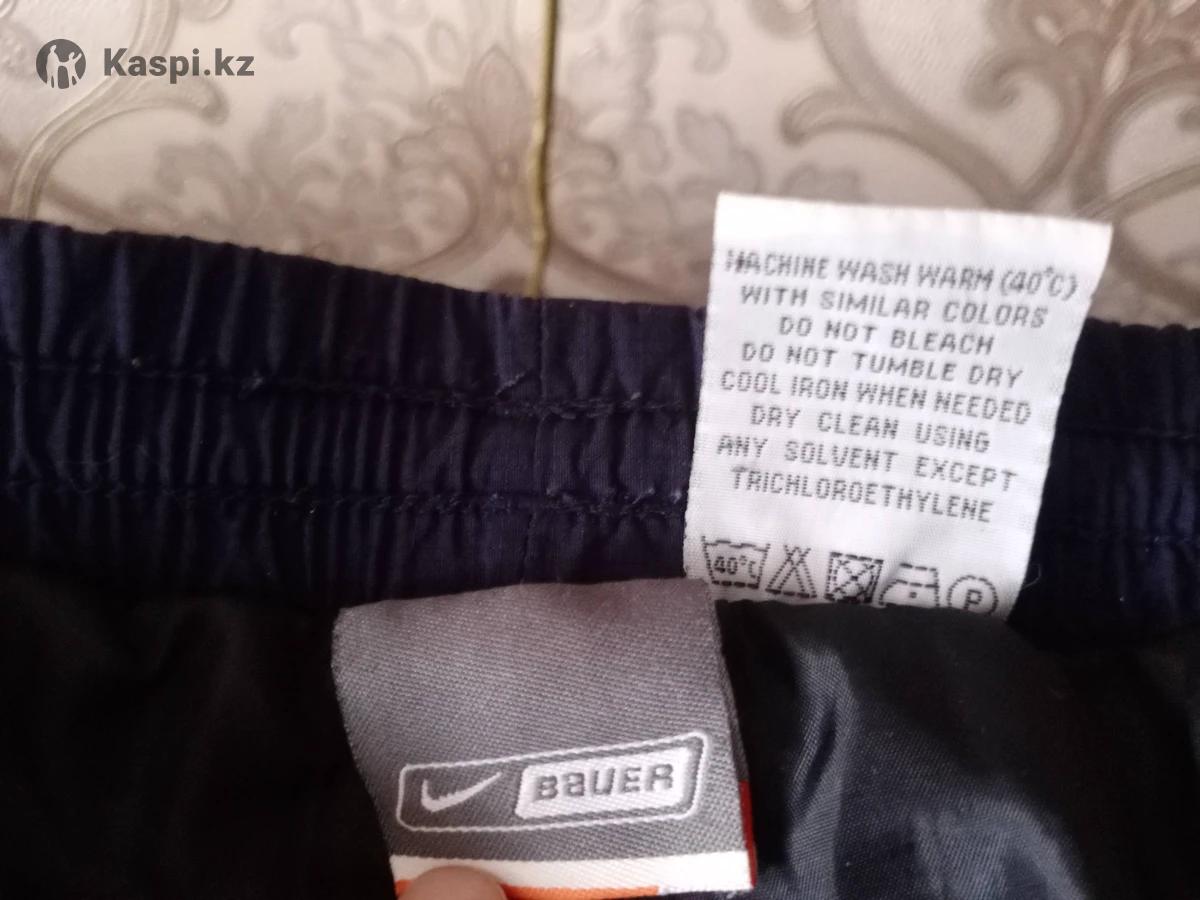 Kaspi.kz
MACHINE WASH WARM (40°C)
WITH SIMILAR COLORS
DO NOT BLEACH
DO NOT TUMBLE DRY
COOL IRON WHEN NEEDED
DRY CLEAN USING
ANY SOLVENT EXCEPT
TRICHLOROETHYLENE
40°C
P
BAUER